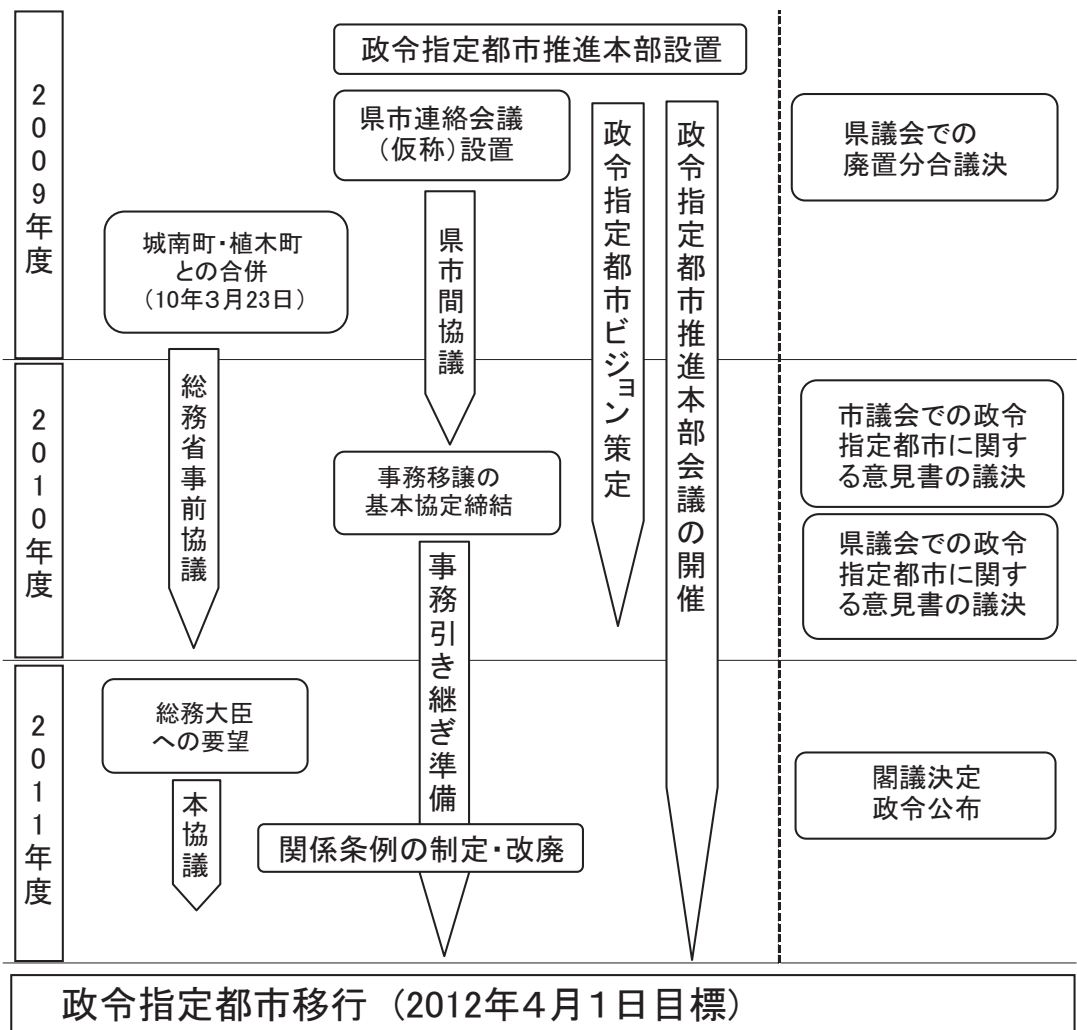 2009年度
政令指定都市推進本部設置
県市連絡会議
(仮称)設置
県市間協議
城南町・植木町
との合併
(10年3月23日)
政令指定都市ビジョン策定
政令指定都市推進本部会議の開催
県議会での
廃置分合議決
2010年度
総務省事前協議
事務移譲の
基本協定締結
事務引き継ぎ準備
市議会での政令
指定都市に関す
る意見書の議決
県議会での政令
指定都市に関す
る意見書の議決
2011年度
総務大臣
への要望
本協議
関係条例の制定・改廃
閣議決定
政令公布
政令指定都市移行 (2012年4月1日目標)